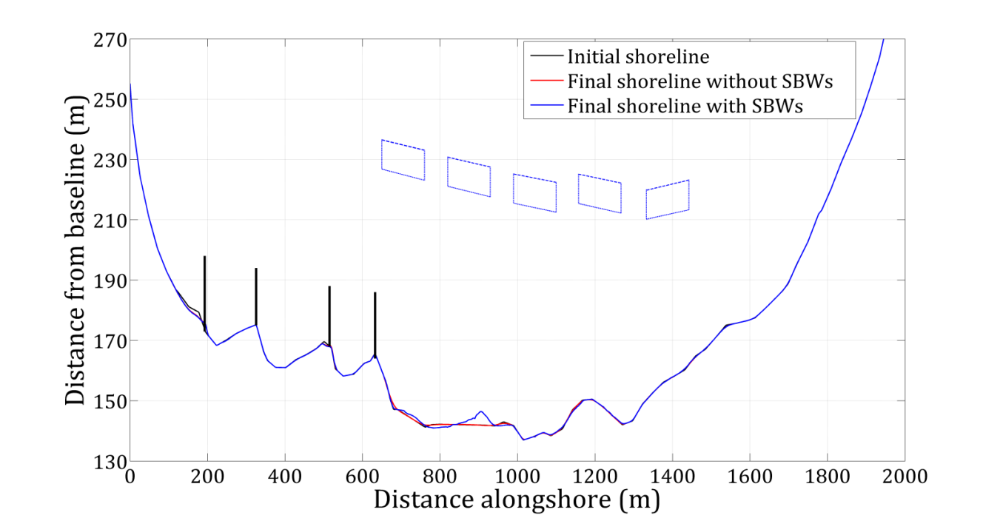 270
250
230
210
190
170
150
130
Distance from baseline (m)
Initial shoreline
Final shoreline without SBWs
Final shoreline with SBWs
0 200 400 600 800 1000 1200 1400 1600 1800 2000
Distance alongshore (m)